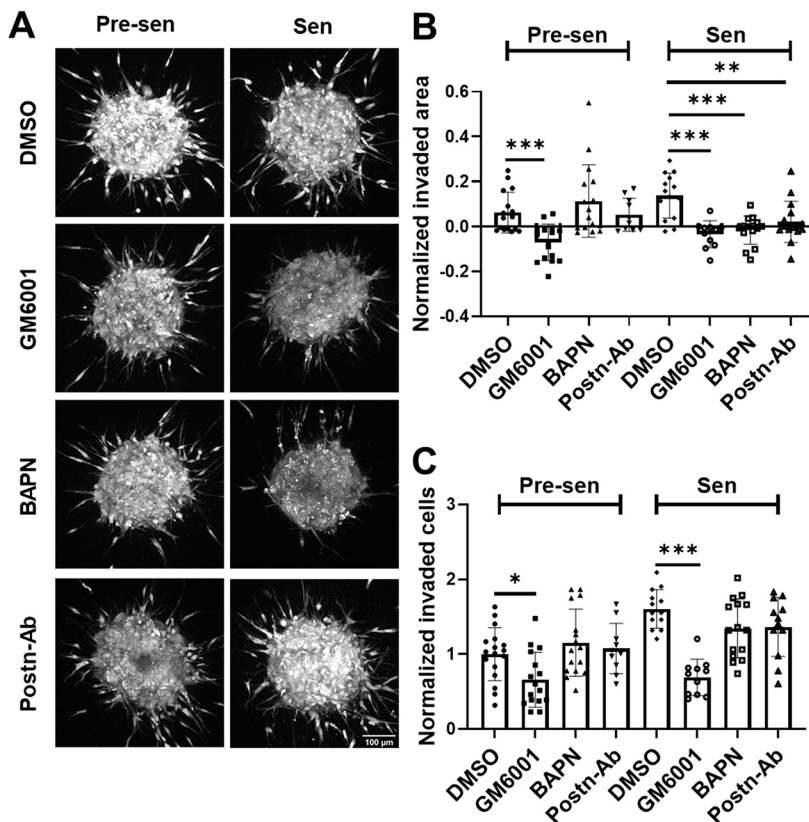 A
Pre-sen
Sen
DMSO
GM6001
BAPN
Postn-Ab
100 µm
B
Pre-sen
Sen
**
***
***
***
Normalized invaded area
0.6
0.4
0.2
0.0
-0.2
-0.4
DMSO
GM6001
BAPN
Postn-Ab
DMSO
GM6001
BAPN
Postn-Ab
C
Pre-sen
Sen
*
***
Normalized invaded cells
3
2
1
0
DMSO
GM6001
BAPN
Postn-Ab
DMSO
GM6001
BAPN
Postn-Ab